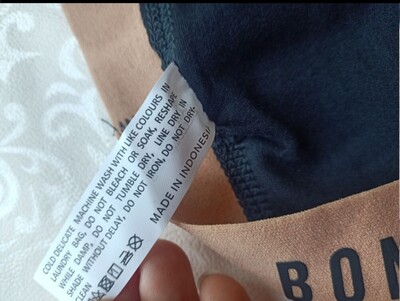 COLD DELICATE MACHINE WASH WITH LIKE COLOURS IN
LAUNDRY BAG, DO NOT BLEACH OR SOAK, RESHAPE
WHILE DAMP, DO NOT TUMBLE DRY, LINE DRY IN
SHADE WITHOUT DELAY, DO NOT IRON, DO NOT DRY-
CLEAN
MADE IN INDONESIA
BON